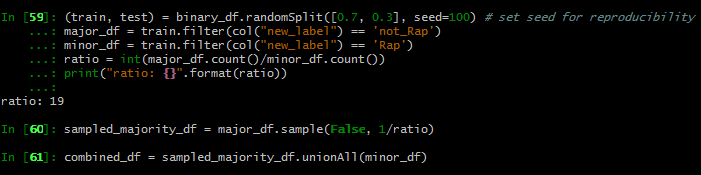 In [59]: (train, test) = binary_df.randomSplit([0.7, 0.3], seed=100) # set seed for reproducibility
    ...: major_df = train.filter(col("new_label") == 'not_Rap')
    ...: minor_df = train.filter(col("new_label") == 'Rap')
    ...: ratio = int(major_df.count()/minor_df.count())
    ...: print("ratio: {}".format(ratio))
    ...:
ratio: 19
In [60]: sampled_majority_df = major_df.sample(False, 1/ratio)
In [61]: combined_df = sampled_majority_df.unionAll(minor_df)